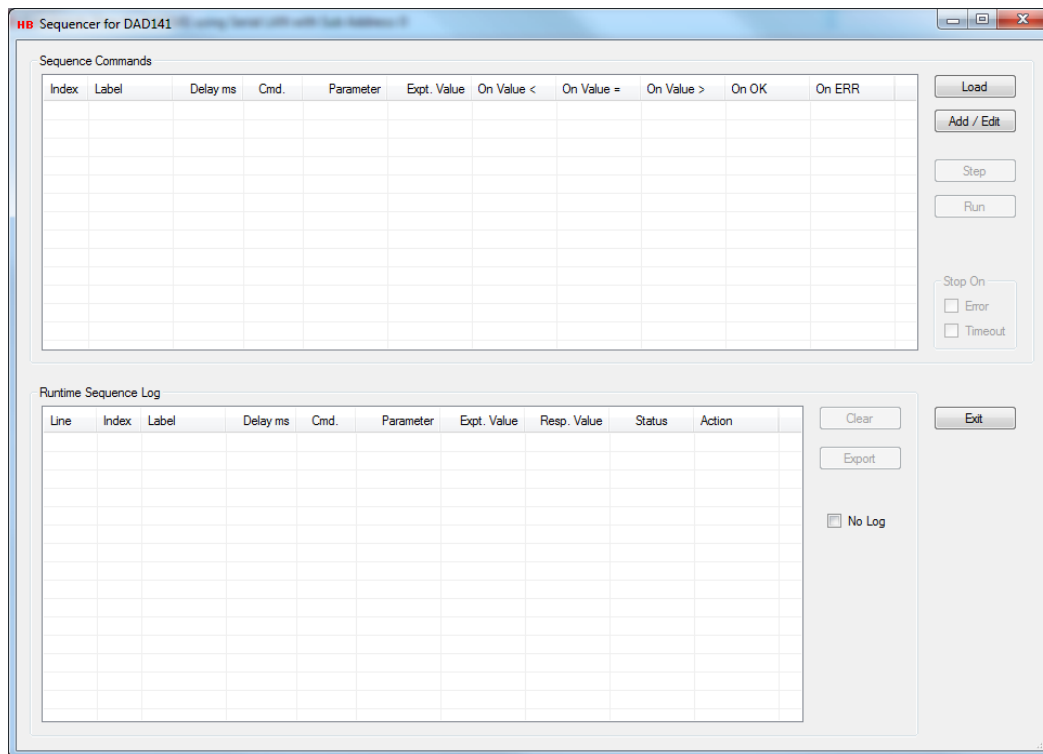 HB Sequencer for DAD141
Sequence Commands
Index Label Delay ms Cmd. Parameter Expt. Value On Value < On Value = On Value > On OK On ERR
Load
Add / Edit
Step
Run
Stop On
Error
Timeout
Runtime Sequence Log
Line Index Label Delay ms Cmd. Parameter Expt. Value Resp. Value Status Action
Clear
Exit
Export
No Log